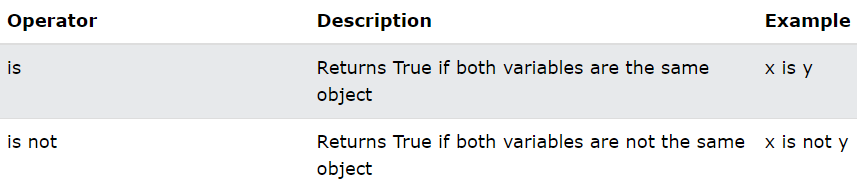 Operator Description Example
is Returns True if both variables are the same x is y
object
is not Returns True if both variables are not the same x is not y
object